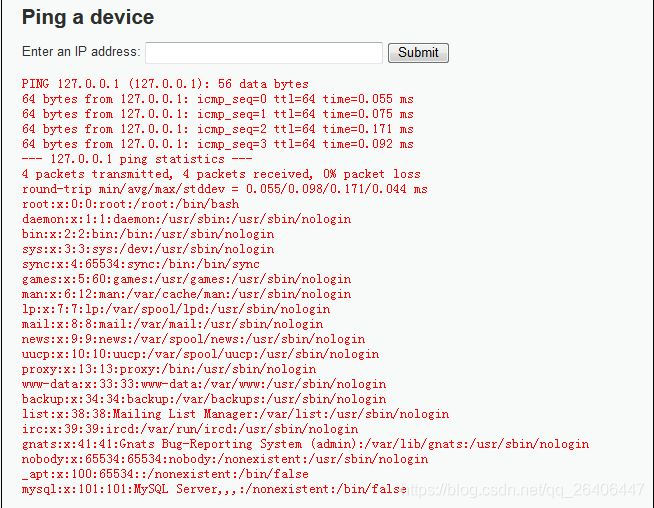 Ping a device
Enter an IP address: Submit
PING 127.0.0.1 (127.0.0.1): 56 data bytes
64 bytes from 127.0.0.1: icmp_seq=0 ttl=64 time=0.055 ms
64 bytes from 127.0.0.1: icmp_seq=1 ttl=64 time=0.075 ms
64 bytes from 127.0.0.1: icmp_seq=2 ttl=64 time=0.171 ms
64 bytes from 127.0.0.1: icmp_seq=3 ttl=64 time=0.092 ms
--- 127.0.0.1 ping statistics ---
4 packets transmitted, 4 packets received, 0% packet loss
round-trip min/avg/max/stddev = 0.055/0.098/0.171/0.044 ms
root:x:0:0:root:/root:/bin/bash
daemon:x:1:1:daemon:/usr/sbin:/usr/sbin/nologin
bin:x:2:2:bin:/bin:/usr/sbin/nologin
sys:x:3:3:sys:/dev:/usr/sbin/nologin
sync:x:4:65534:sync:/bin:/bin/sync
games:x:5:60:games:/usr/games:/usr/sbin/nologin
man:x:6:12:man:/var/cache/man:/usr/sbin/nologin
lp:x:7:7:lp:/var/spool/lpd:/usr/sbin/nologin
mail:x:8:8:mail:/var/mail:/usr/sbin/nologin
news:x:9:9:news:/var/spool/news:/usr/sbin/nologin
uucp:x:10:10:uucp:/var/spool/uucp:/usr/sbin/nologin
proxy:x:13:13:proxy:/bin:/usr/sbin/nologin
www-data:x:33:33:www-data:/var/www:/usr/sbin/nologin
backup:x:34:34:backup:/var/backups:/usr/sbin/nologin
list:x:38:38:Mailing List Manager:/var/list:/usr/sbin/nologin
irc:x:39:39:ircd:/var/run/ircd:/usr/sbin/nologin
gnats:x:41:41:Gnats Bug-Reporting System (admin):/var/lib/gnats:/usr/sbin/nologin
nobody:x:65534:65534:nobody:/nonexistent:/usr/sbin/nologin
_apt:x:100:65534::/nonexistent:/bin/false
mysql:x:101:101:MySQL Server,,,:/nonexistent:/bin/false
https://blog.csdn.net/qq_26406447